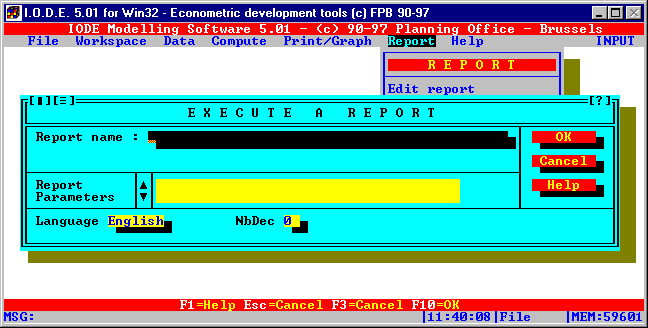 I.O.D.E. 5.01 for Win32 - Econometric development tools (c) FPB 90-97
IODE Modelling Software 5.01 - (c) 90-97 Planning Office - Brussels
File Workspace Data Compute Print/Graph Report Help INPUT
R E P O R T
Edit report
[?]
E X E C U T E A R E P O R T
Report name :
OK
Cancel
Report
Parameters
Help
Language English NbDec 0
F1=Help Esc=Cancel F3=Cancel F10=OK
MSG: |11:40:08|File |MEM:59601